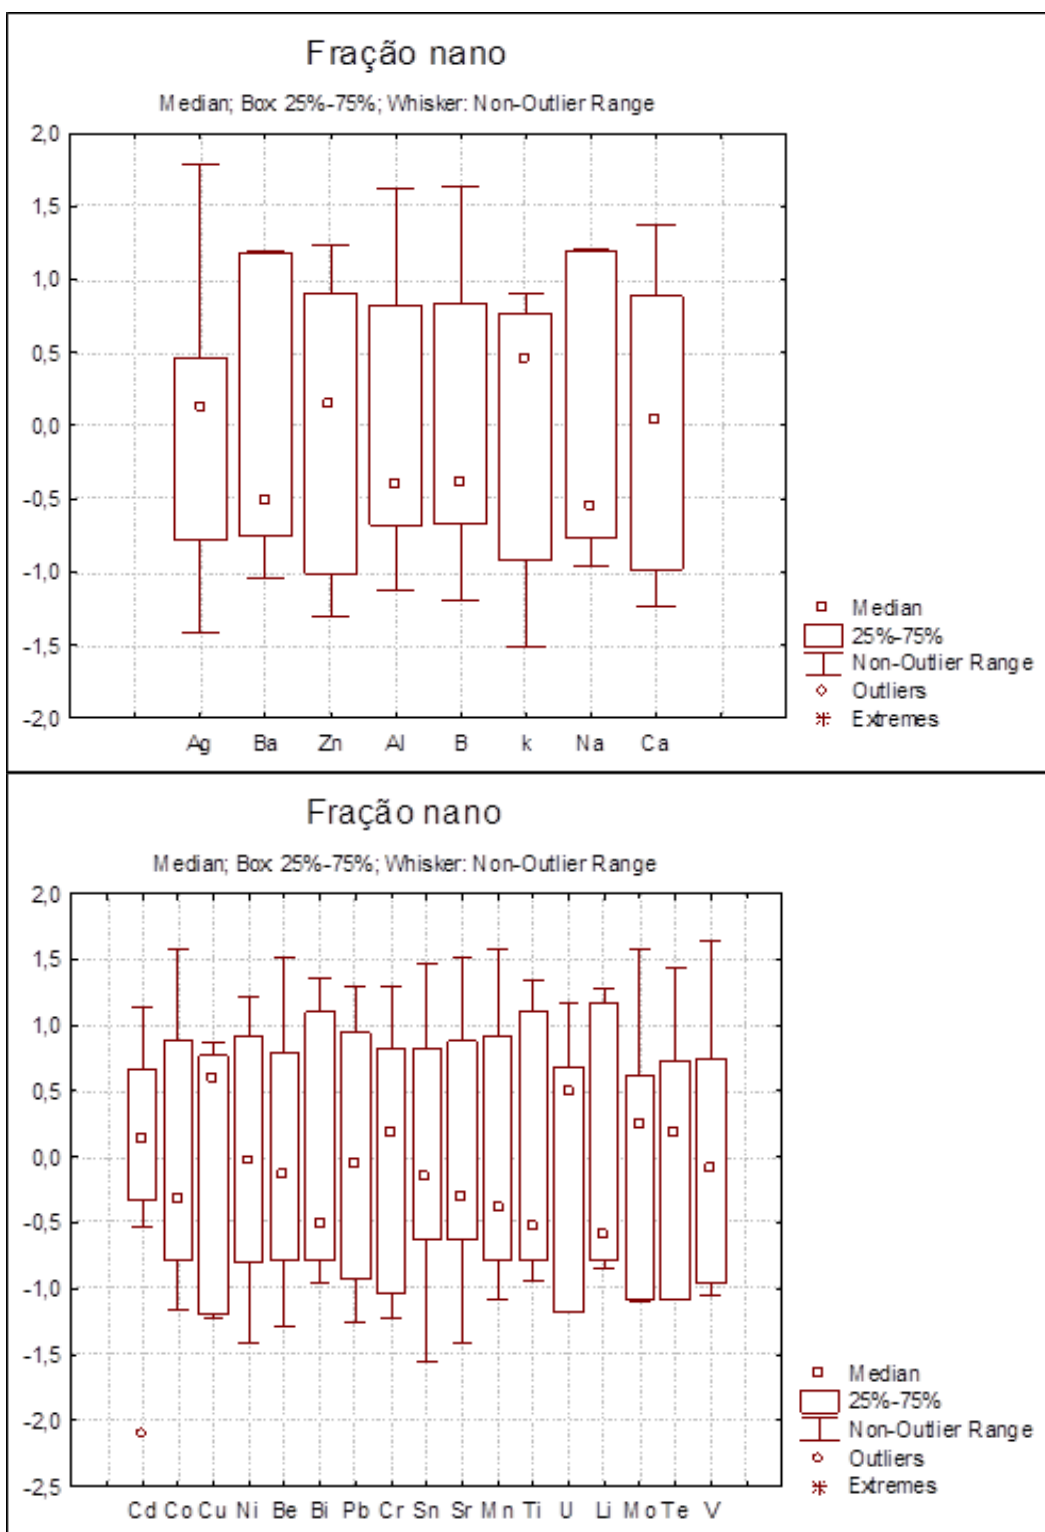 Fração nano
Median; Box: 25%-75%; Whisker: Non-Outlier Range
2,0
1,5
1,0
0,5
0,0
-0,5
-1,0
-1,5
-2,0
Ag Ba Zn Al B k Na Ca
Median
25%-75%
Non-Outlier Range
Outliers
Extremes
Fração nano
Median; Box: 25%-75%; Whisker: Non-Outlier Range
2,0
1,5
1,0
0,5
0,0
-0,5
-1,0
-1,5
-2,0
-2,5
Cd Co Cu Ni Be Bi Pb Cr Sn Sr Mn Ti U Li Mo Te V
Median
25%-75%
Non-Outlier Range
Outliers
Extremes